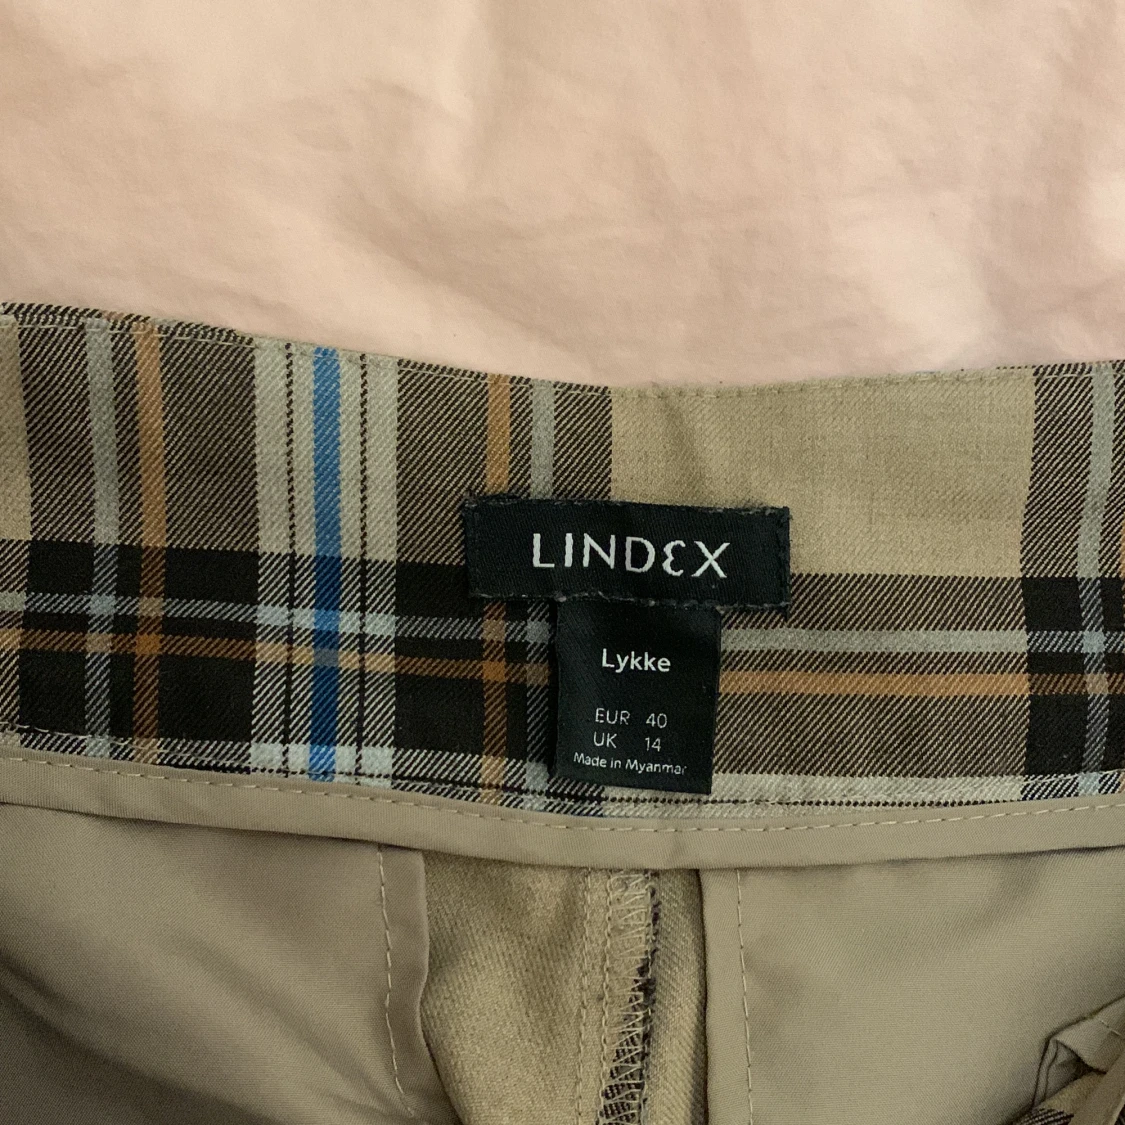 LINDEX
Lykke
EUR 40
UK 14
Made in Myanmar